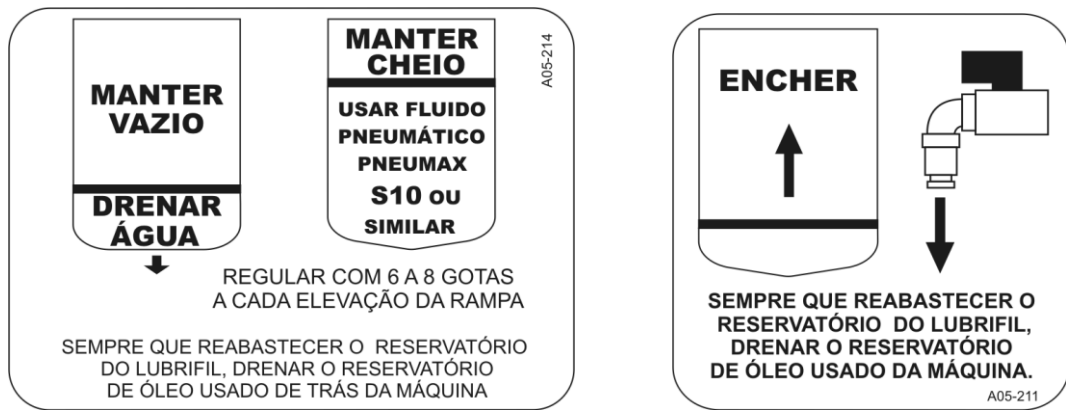 MANTER
VAZIO
DRENAR
ÁGUA
MANTER
CHEIO
USAR FLUIDO
PNEUMÁTICO
PNEUMAX
S10 OU
SIMILAR
A05-214
REGULAR COM 6 A 8 GOTAS
A CADA ELEVAÇÃO DA RAMPA
SEMPRE QUE REABASTECER O RESERVATÓRIO
DO LUBRIFIL, DRENAR O RESERVATÓRIO
DE ÓLEO USADO DE TRÁS DA MÁQUINA
ENCHER
SEMPRE QUE REABASTECER O
RESERVATÓRIO DO LUBRIFIL,
DRENAR O RESERVATÓRIO
DE ÓLEO USADO DA MÁQUINA.
A05-211